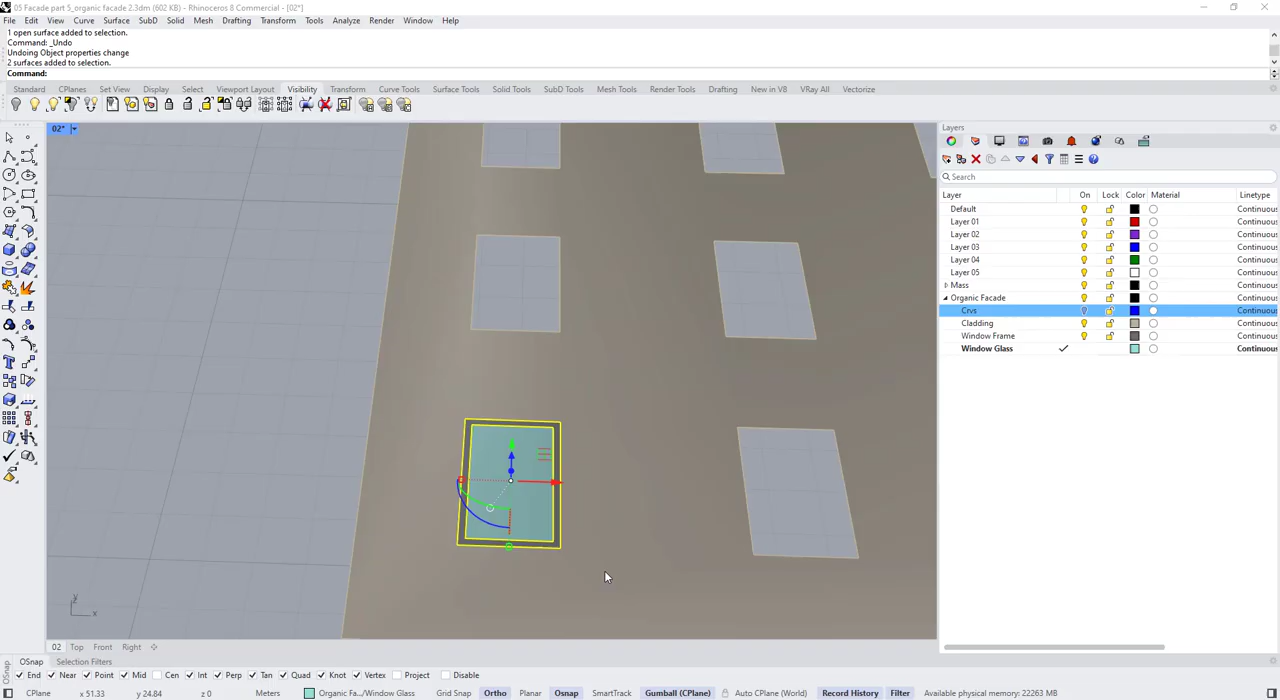 05 Facade part 5_organic facade 2.3dm (602 KB) - Rhinoceros 8 Commercial - [02*]
File Edit View Curve Surface SubD Solid Mesh Drafting Transform Tools Analyze Render Window Help
1 open surface added to selection.
Command: _Undo
Undoing Object properties change
2 surfaces added to selection.
Command:
Standard CPlanes Set View Display Select Viewport Layout Visibility Transform Curve Tools Surface Tools Solid Tools SubD Tools Mesh Tools Render Tools Drafting New in V8 VRay All Vectorize
02*
Layers
Search
Layer On Lock Color Material Linetype
Default Continuous
Layer 01 Continuous
Layer 02 Continuous
Layer 03 Continuous
Layer 04 Continuous
Layer 05 Continuous
Mass Continuous
Organic Facade Continuous
Crvs Continuous
Cladding Continuous
Window Frame Continuous
Window Glass Continuous
y
x
02 Top Front Right
OSnap Selection Filters
OSnap
End Near Point Mid Cen Int Perp Tan Quad Knot Vertex Project Disable
CPlane x 51.33 y 24.84 z 0 Meters Organic Fa../Window Glass Grid Snap Ortho Planar Osnap SmartTrack Gumball (CPlane) Auto CPlane (World) Record History Filter Available physical memory: 22263 MB